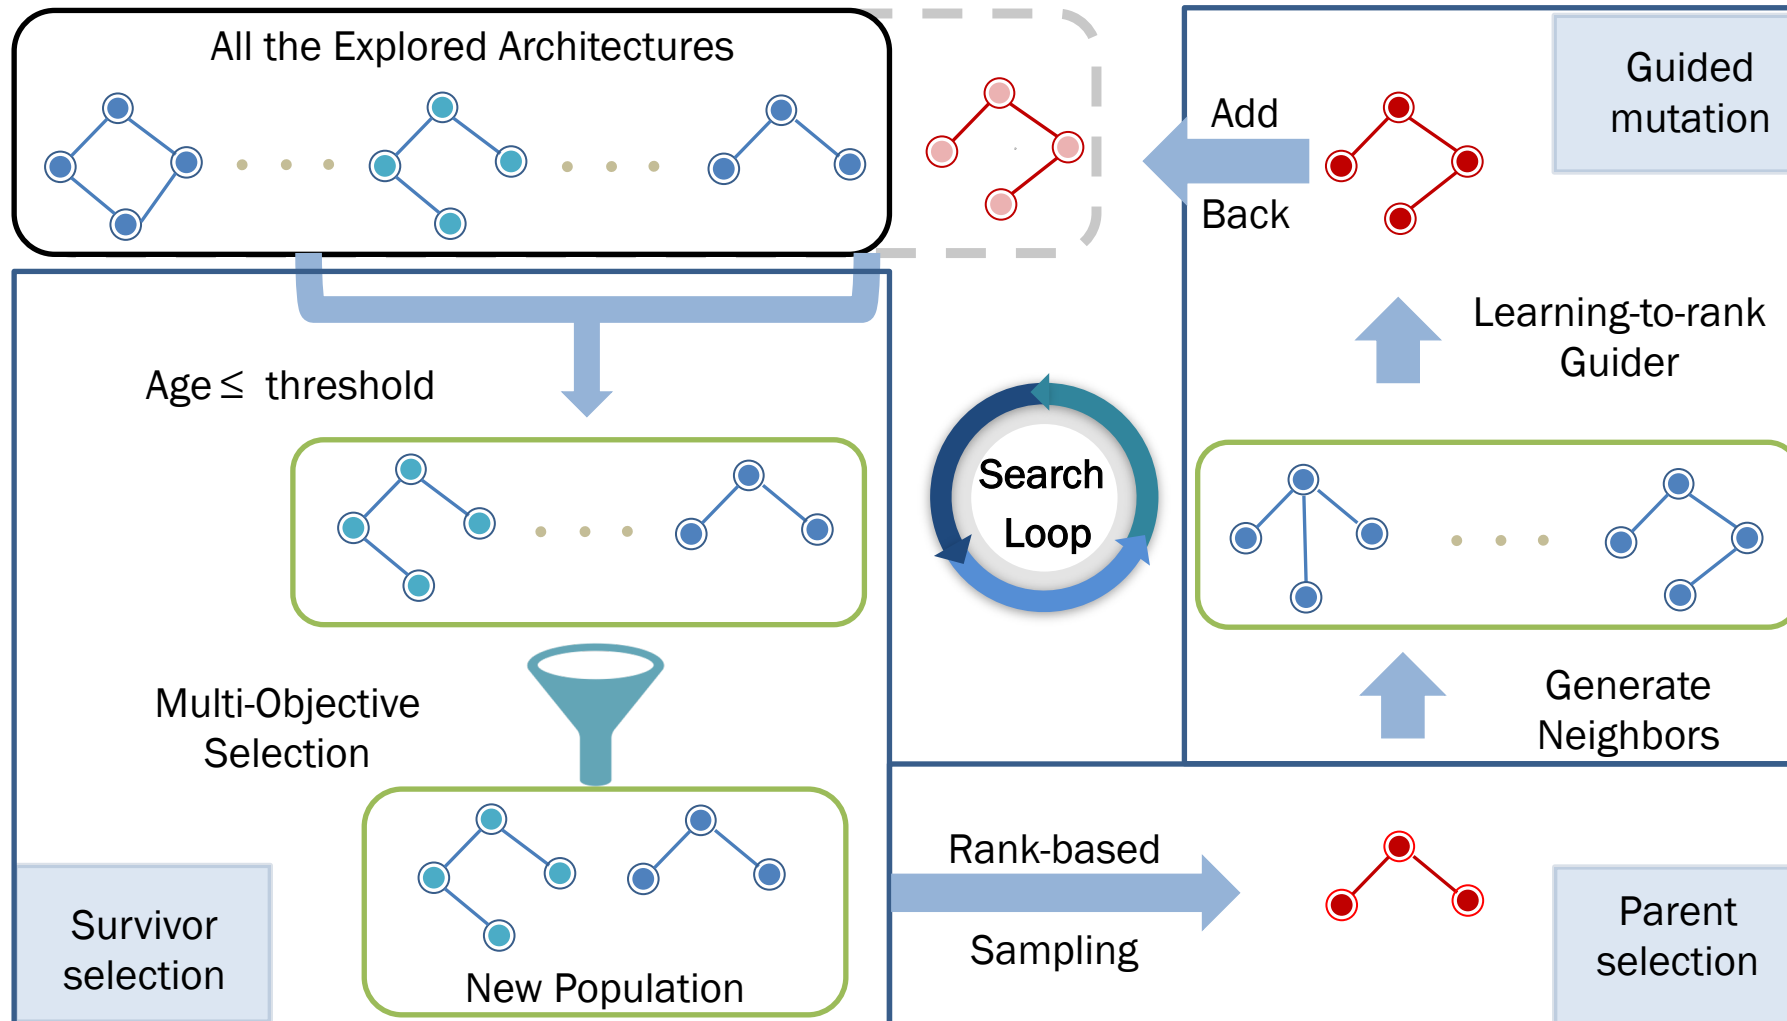 All the Explored Architectures
Age ≤ threshold
Multi-Objective
Selection
New Population
Survivor
selection
Search
Loop
Rank-based
Sampling
Parent
selection
Generate
Neighbors
Learning-to-rank
Guider
Guided
mutation
Add
Back